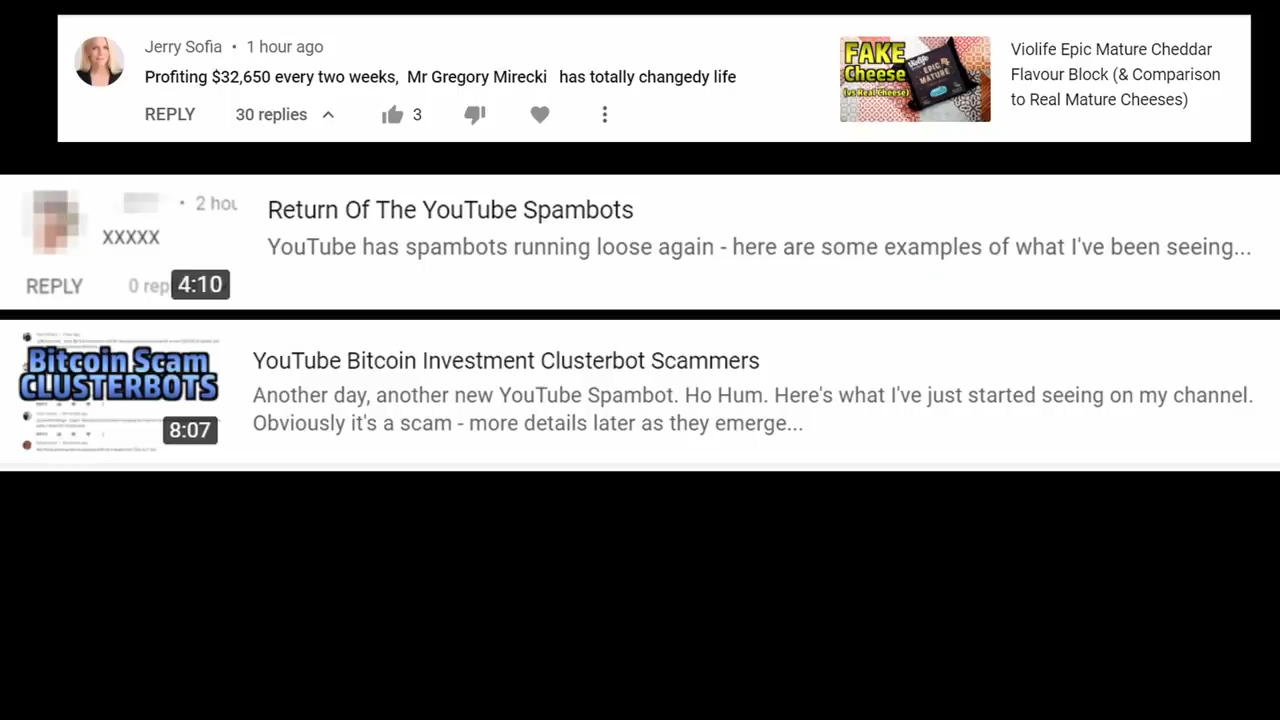 Jerry Sofia • 1 hour ago
Profiting $32,650 every two weeks, Mr Gregory Mirecki has totally changedy life
REPLY 30 replies 3
FAKE
Cheese
(vs Real Cheese)
EPIC
MATURE
Violife Epic Mature Cheddar
Flavour Block (& Comparison
to Real Mature Cheeses)
• 2 hou
XXXXX
REPLY 0 rep 4:10
Return Of The YouTube Spambots
YouTube has spambots running loose again - here are some examples of what I've been seeing...
Bitcoin Scam
CLUSTERBOTS
8:07
YouTube Bitcoin Investment Clusterbot Scammers
Another day, another new YouTube Spambot. Ho Hum. Here's what I've just started seeing on my channel.
Obviously it's a scam - more details later as they emerge...